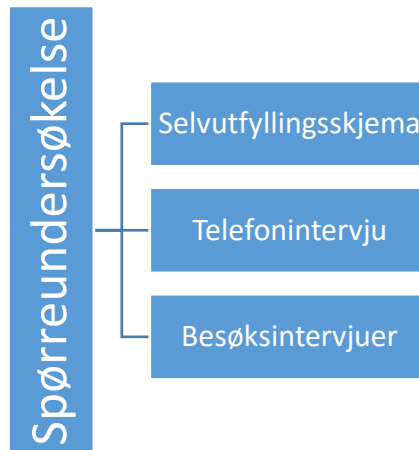 Spørreundersøkelse
Selvutfyllingsskjema
Telefonintervju
Besøksintervjuer